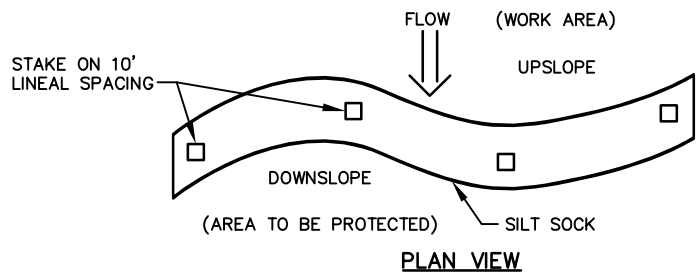 FLOW (WORK AREA)
STAKE ON 10'
LINEAL SPACING
UPSLOPE
DOWNSLOPE
(AREA TO BE PROTECTED)
SILT SOCK
PLAN VIEW